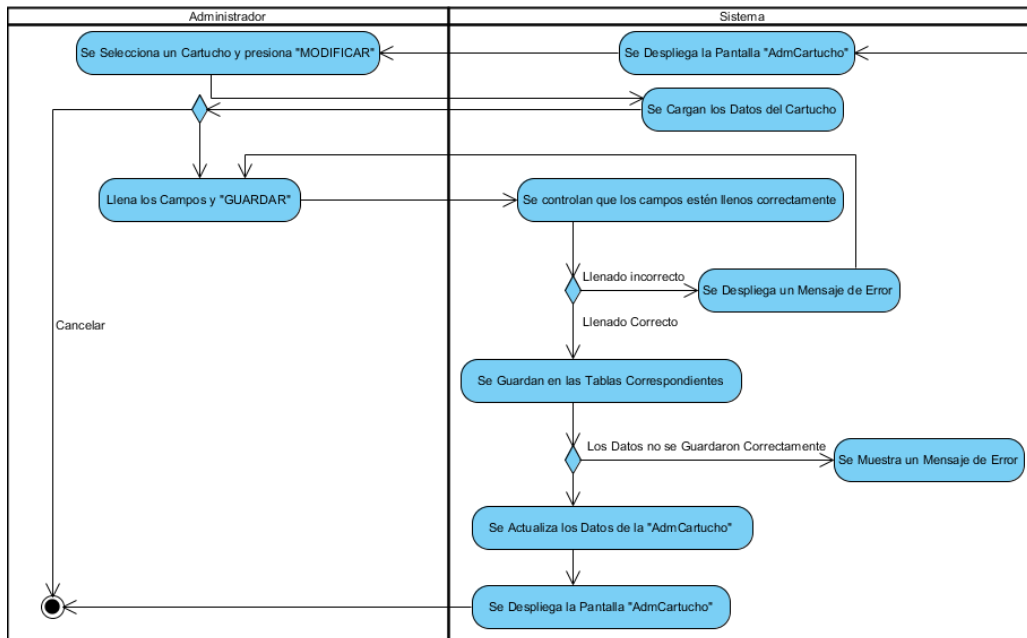 Administrador
Sistema
Se Selecciona un Cartucho y presiona "MODIFICAR"
Se Despliega la Pantalla "AdmCartucho"
Se Cargan los Datos del Cartucho
Llena los Campos y "GUARDAR"
Se controlan que los campos estén llenos correctamente
Llenado incorrecto
Se Despliega un Mensaje de Error
Cancelar
Llenado Correcto
Se Guardan en las Tablas Correspondientes
Los Datos no se Guardaron Correctamente
Se Muestra un Mensaje de Error
Se Actualiza los Datos de la "AdmCartucho"
Se Despliega la Pantalla "AdmCartucho"